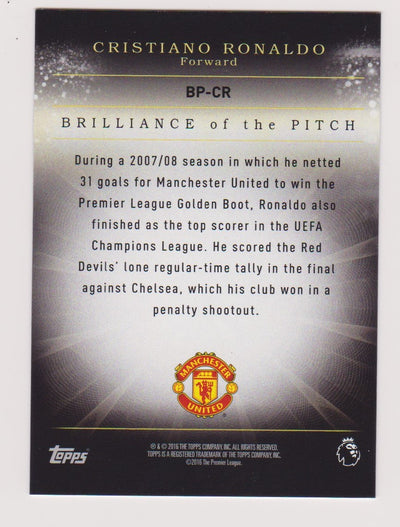 CRISTIANO RONALDO
Forward
BP-CR
BRILLIANCE of the PITCH
During a 2007/08 season in which he netted
31 goals for Manchester United to win the
Premier League Golden Boot, Ronaldo also
finished as the top scorer in the UEFA
Champions League. He scored the Red
Devils' lone regular-time tally in the final
against Chelsea, which his club won in a
penalty shootout.
MANCHESTER
UNITED
Topps
® & © 2016 THE TOPPS COMPANY, INC. ALL RIGHTS RESERVED.
TOPPS IS A REGISTERED TRADEMARK OF THE TOPPS COMPANY, INC.
©2016 The Premier League.